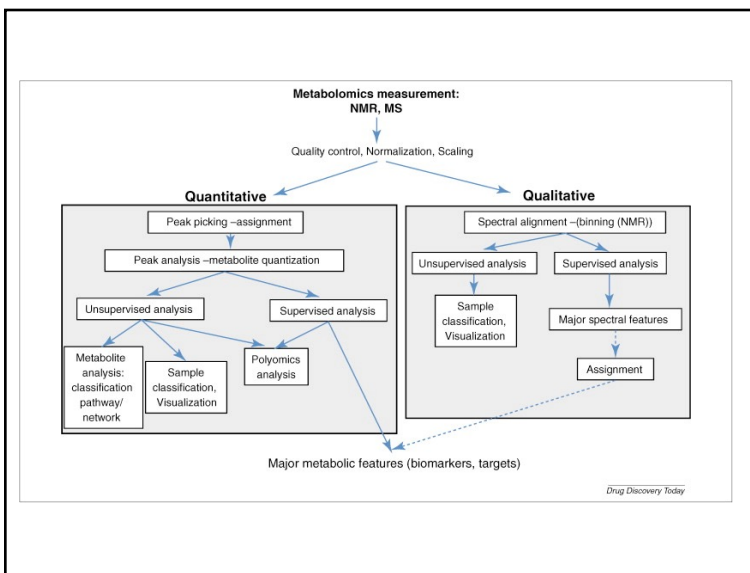 Metabolomics measurement:
NMR, MS
Quality control, Normalization, Scaling
Quantitative
Peak picking –assignment
Peak analysis –metabolite quantization
Unsupervised analysis
Supervised analysis
Metabolite
analysis:
classification
pathway/
network
Sample
classification,
Visualization
Polyomics
analysis
Qualitative
Spectral alignment –(binning (NMR))
Unsupervised analysis
Supervised analysis
Sample
classification,
Visualization
Major spectral features
Assignment
Major metabolic features (biomarkers, targets)
Drug Discovery Today